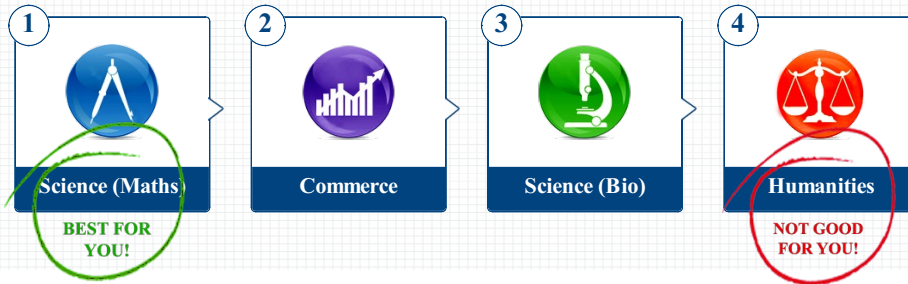 1
2
3
4
Science (Maths)
Commerce
Science (Bio)
Humanities
BEST FOR
YOU!
NOT GOOD
FOR YOU!